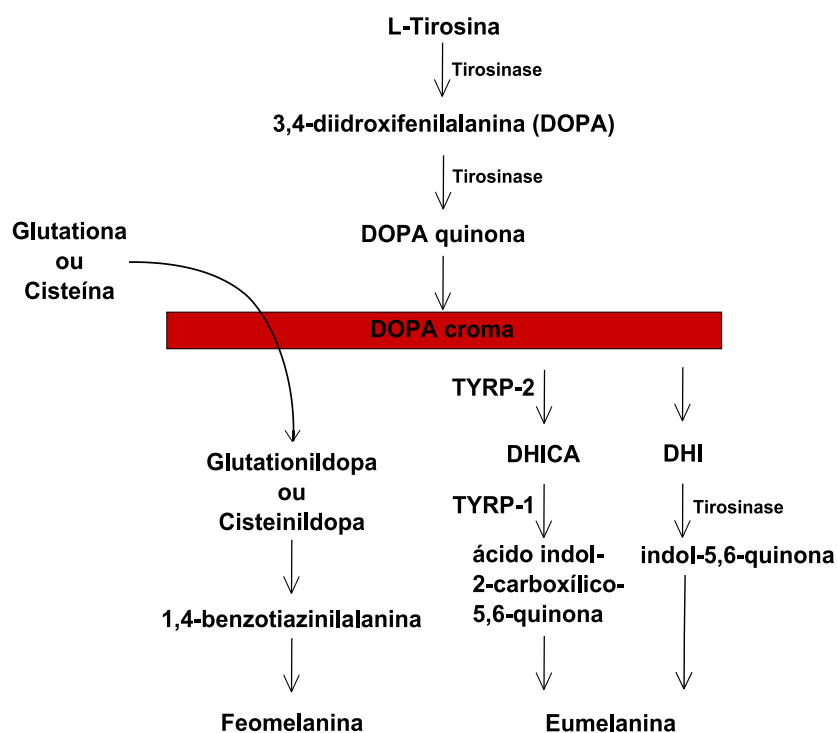 L-Tirosina
Tirosinase
3,4-diidroxifenilalanina (DOPA)
Tirosinase
DOPA quinona
Glutationa
ou
Cisteína
DOPA croma
TYRP-2
DHICA
DHI
Glutationildopa
ou
Cisteinildopa
TYRP-1
Tirosinase
ácido indol-
2-carboxílico-
5,6-quinona
indol-5,6-quinona
1,4-benzotiazinilalanina
Feomelanina
Eumelanina